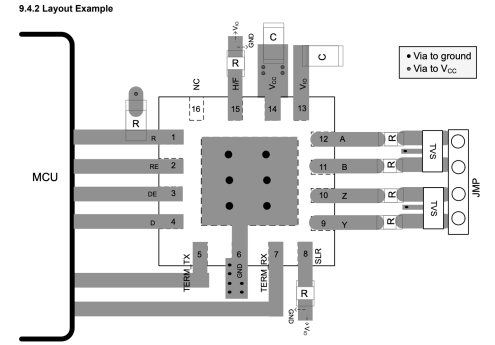 9.4.2 Layout Example
MCU
• Via to ground
Via to VCC
+VIO
GND
R
C
C
NC
H/F
VCC
VIO
16
15
14
13
R
R 1
RE 2
DE 3
D 4
12 A
11 B
10 Z
9 Y
R
R
R
R
TVS
TVS
JMP
5
6
7
8
TERM_TX
GND
TERM_RX
SLR
R
GND
+VIO